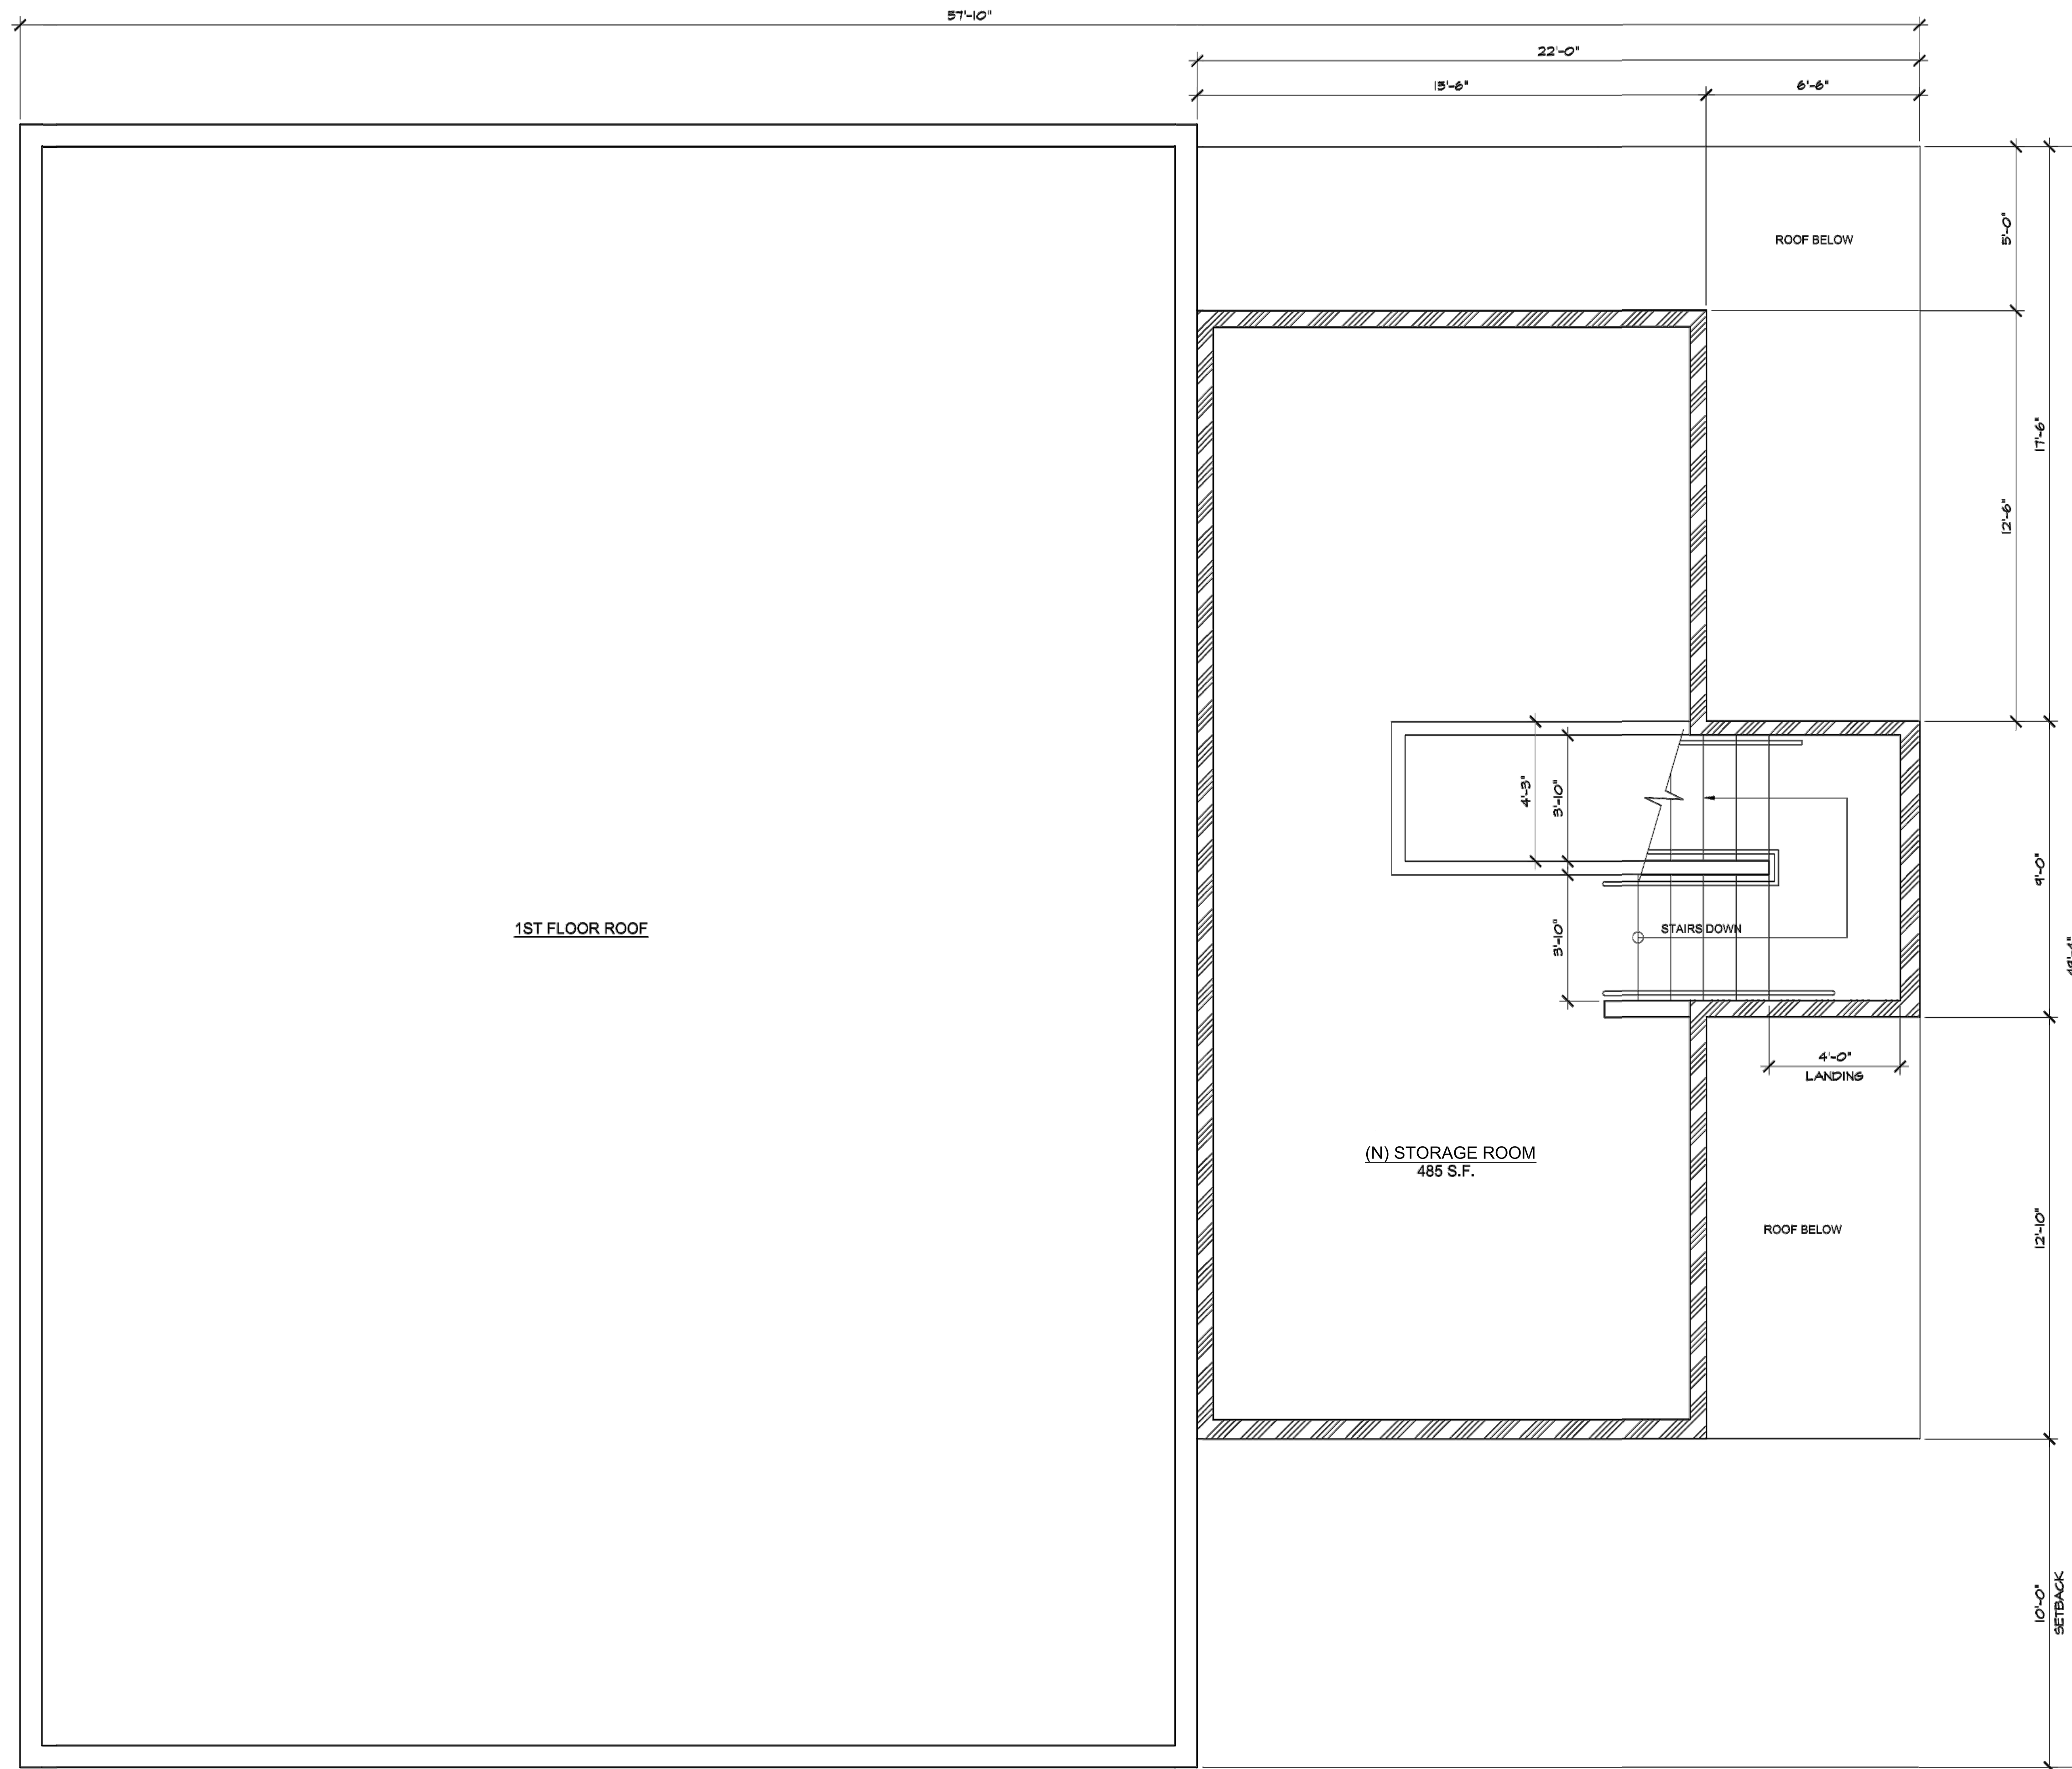 57'-10"
22'-0"
15'-6"
6'-6"
5'-0"
ROOF BELOW
17'-6"
12'-6"
4'-3"
3'-10"
9'-0"
1ST FLOOR ROOF
3'-10"
STAIRS DOWN
4'-0"
LANDING
(N) STORAGE ROOM
485 S.F.
12'-10"
ROOF BELOW
10'-0"
SETBACK